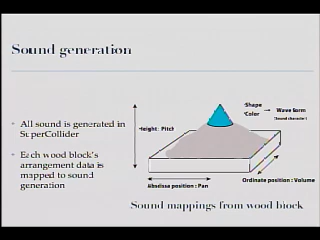 Sound generation
• All sound is generated in
SuperCollider
• Each wood block's
arrangement data is
mapped to sound
generation
•Shape
•Color
→ Wave form
(Sound character)
•Height : Pitch
Abscissa position : Pan
Ordinate position : Volume
Sound mappings from wood block